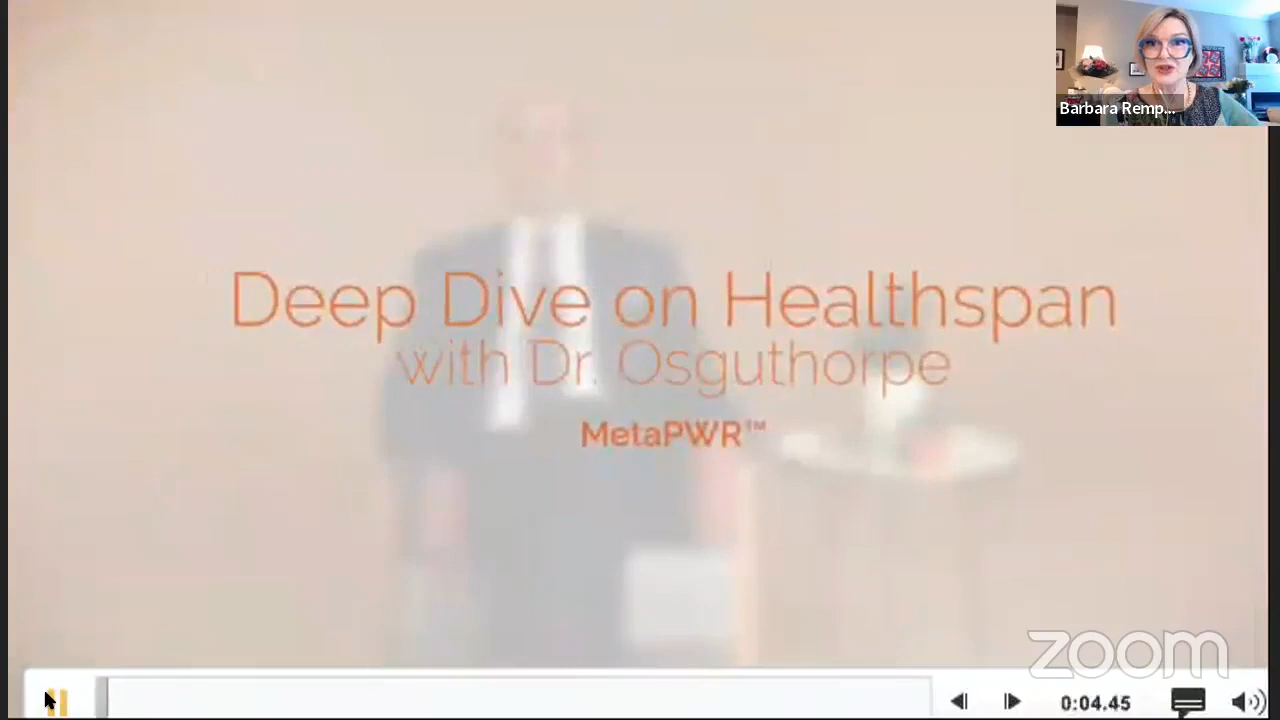 Barbara Remp...
Deep Dive on Healthspan
with Dr. Osguthorpe
MetaPWR™
zoom
0:04.45